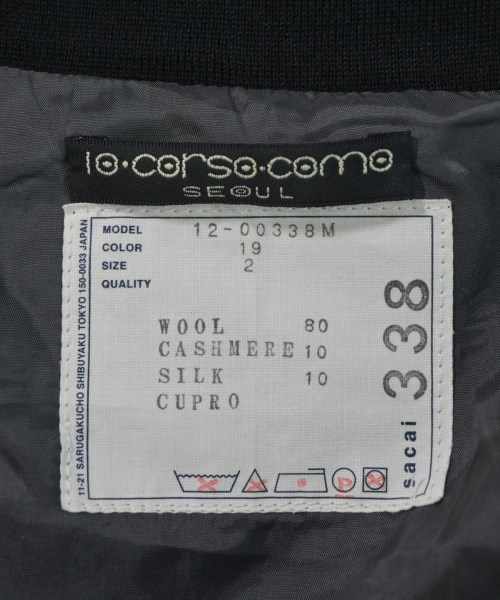 10·corso·como
SEOUL
MODEL 12-00338M
COLOR 19
SIZE 2
QUALITY
WOOL 80
CASHMERE 10
SILK 10
CUPRO
11-21 SARUGAKUCHO SHIBUYAKU TOKYO 150-0033 JAPAN
sacai 338
P